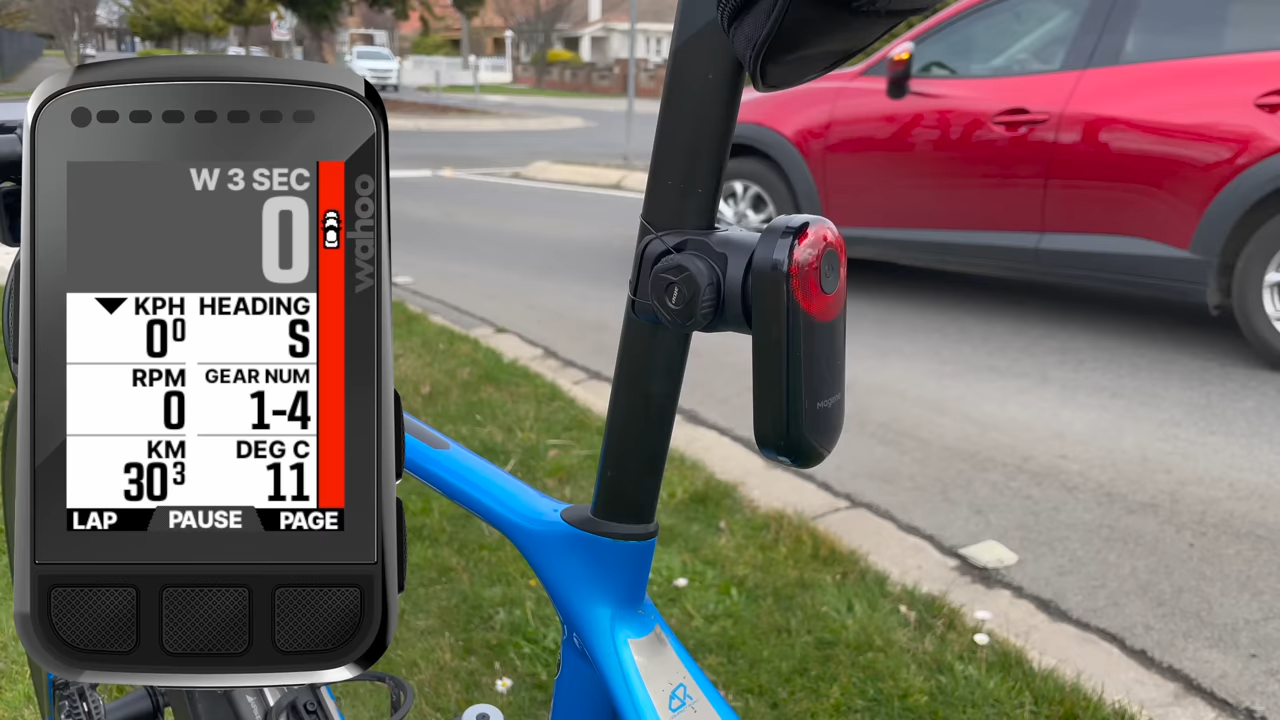 W 3 SEC
0
wahoo
KPH HEADING
0⁰ S
RPM GEAR NUM
0 1-4
KM DEG C
30³ 11
LAP PAUSE PAGE